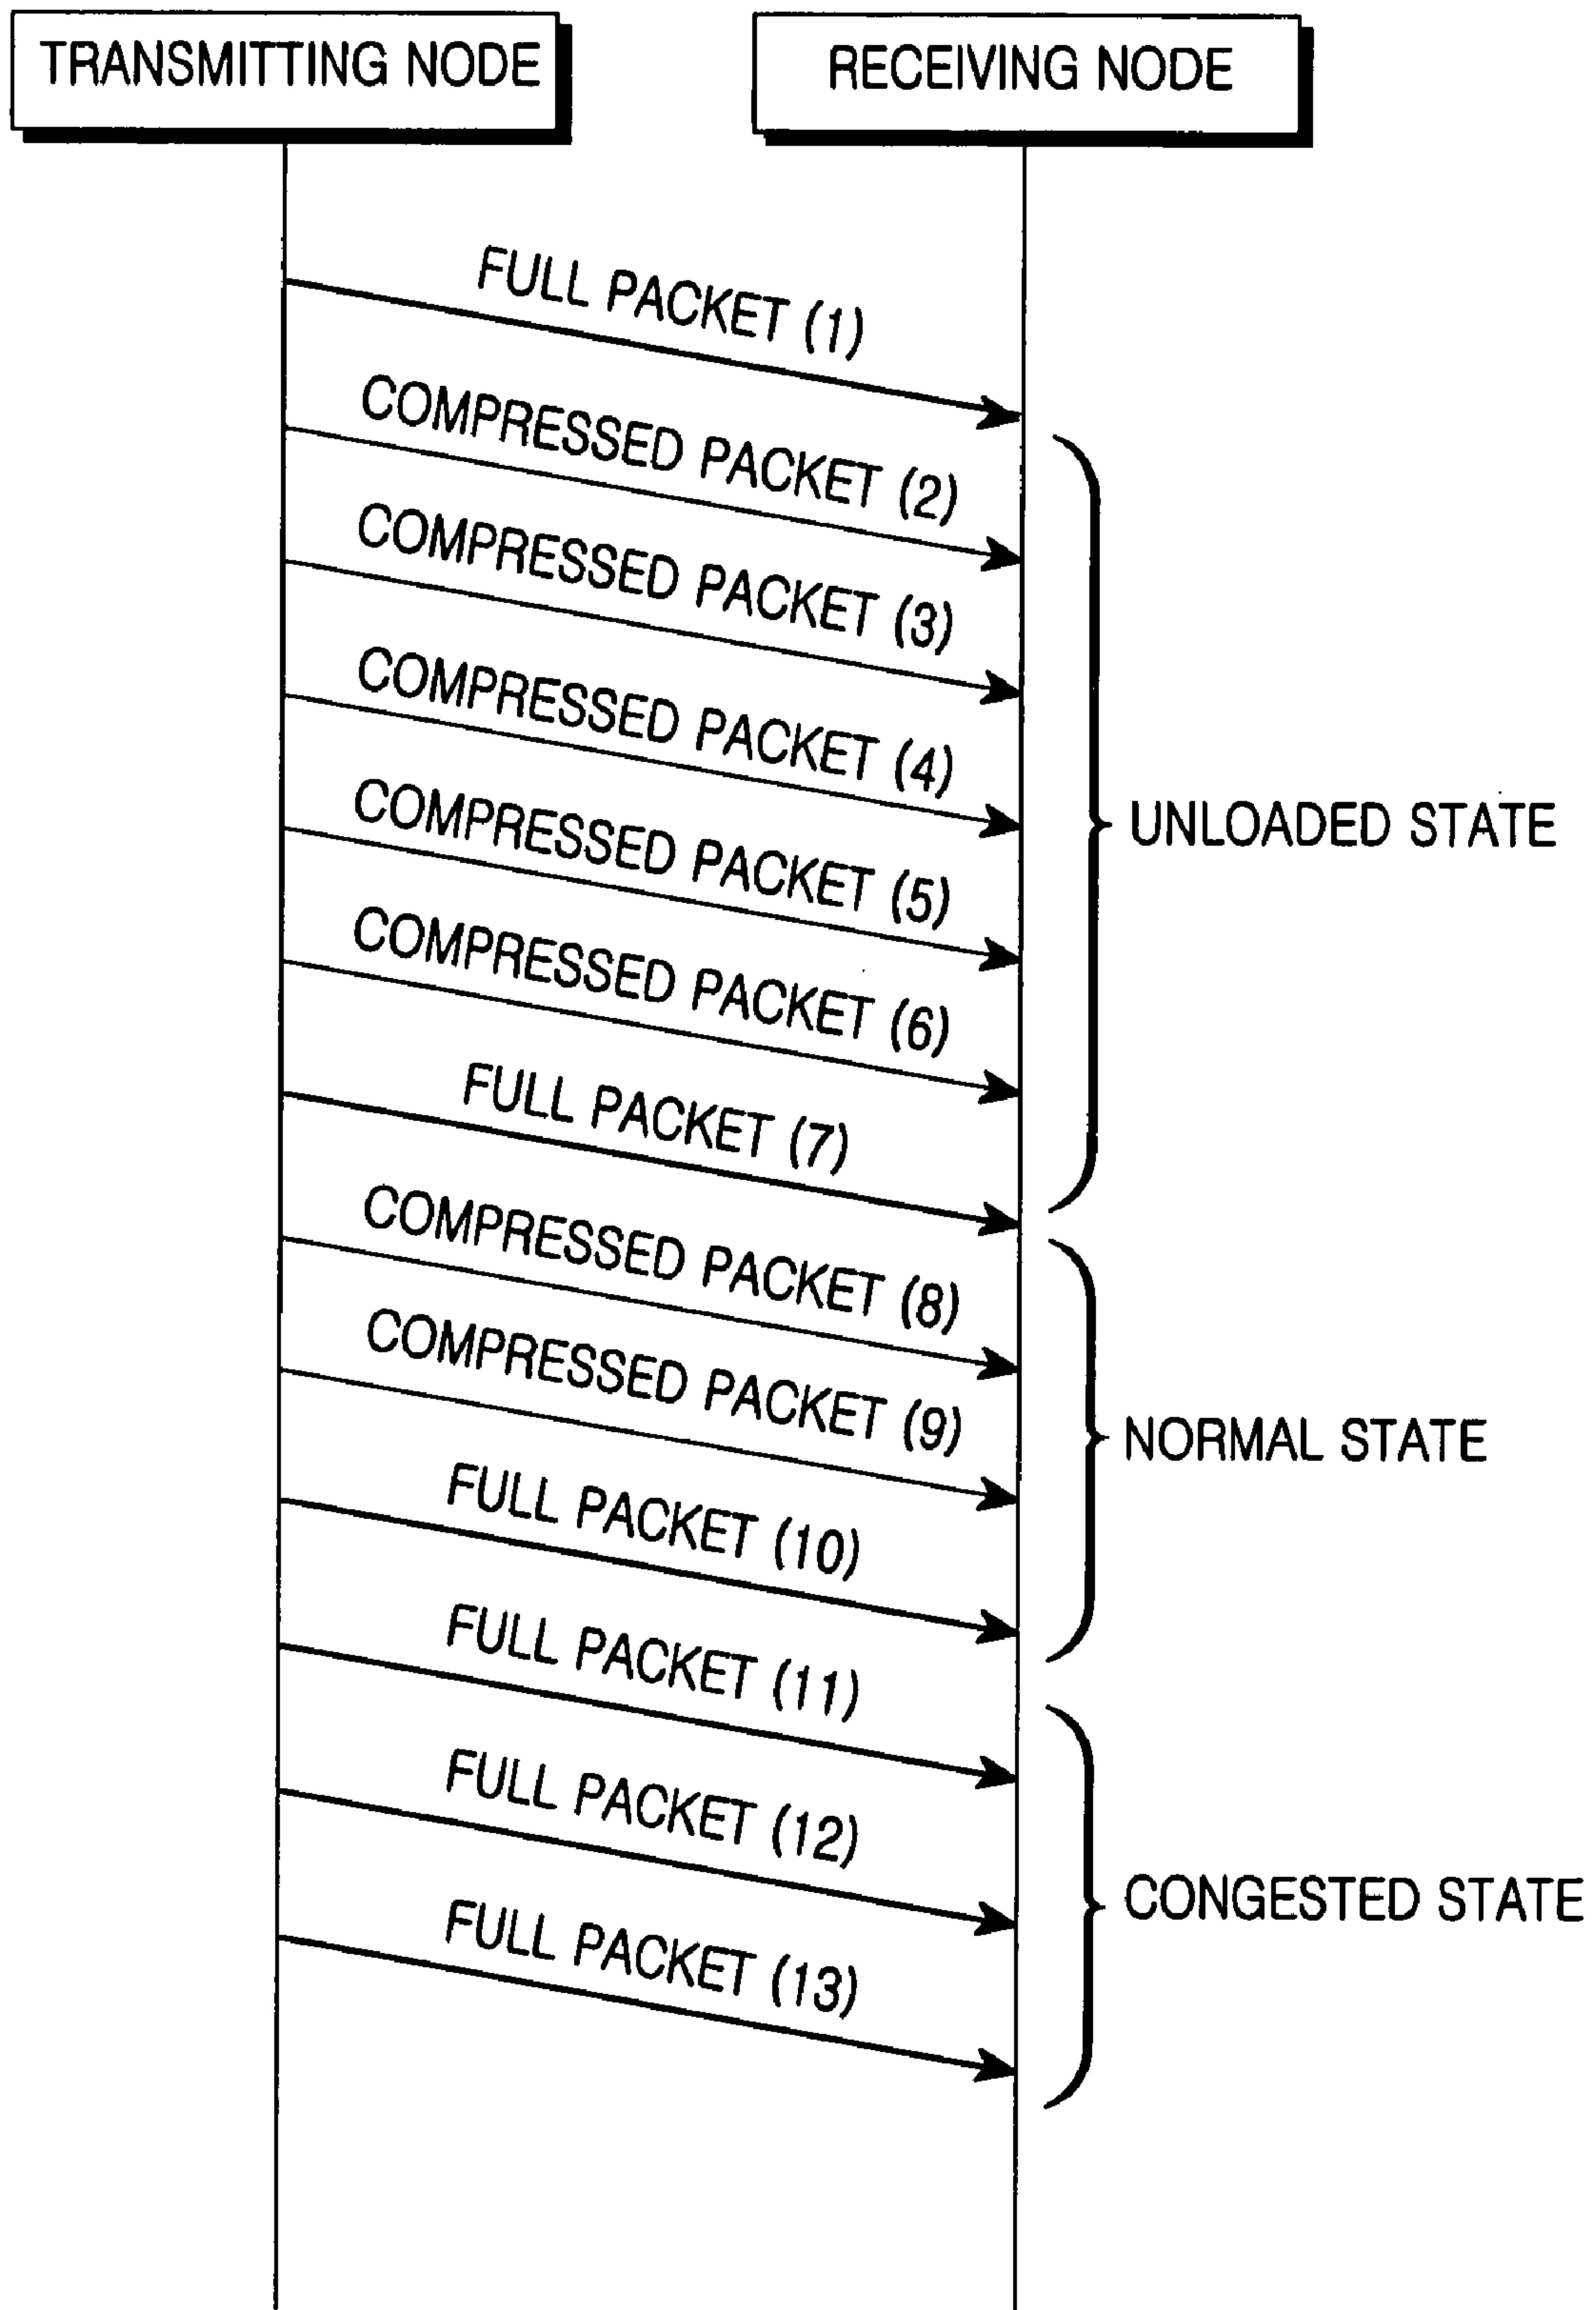 TRANSMITTING NODE
RECEIVING NODE
FULL PACKET (1)
COMPRESSED PACKET (2)
COMPRESSED PACKET (3)
COMPRESSED PACKET (4)
COMPRESSED PACKET (5)
COMPRESSED PACKET (6)
FULL PACKET (7)
UNLOADED STATE
COMPRESSED PACKET (8)
COMPRESSED PACKET (9)
FULL PACKET (10)
NORMAL STATE
FULL PACKET (11)
FULL PACKET (12)
FULL PACKET (13)
CONGESTED STATE